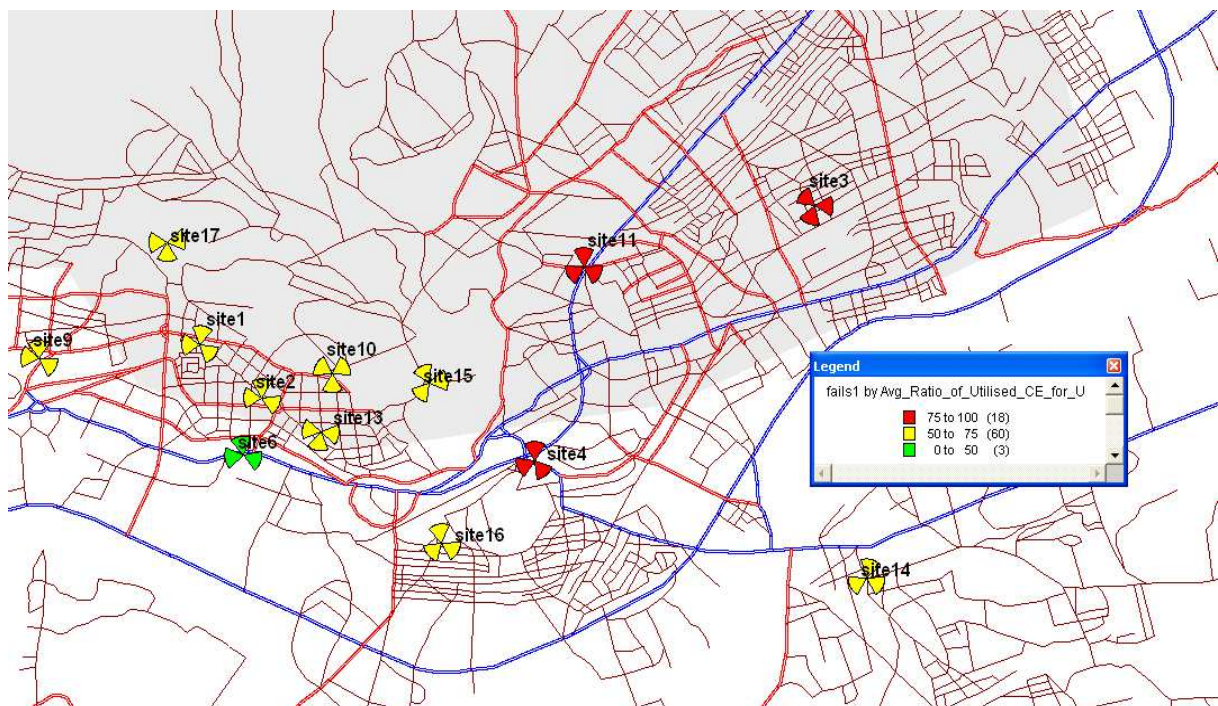 site3
site17
site11
site1
site9
site10
site15
site2
site13
site6
site4
site16
site14
Legend
fails1 by Avg_Ratio_of_Utilised_CE_for_U
75 to 100 (18)
50 to 75 (60)
0 to 50 (3)